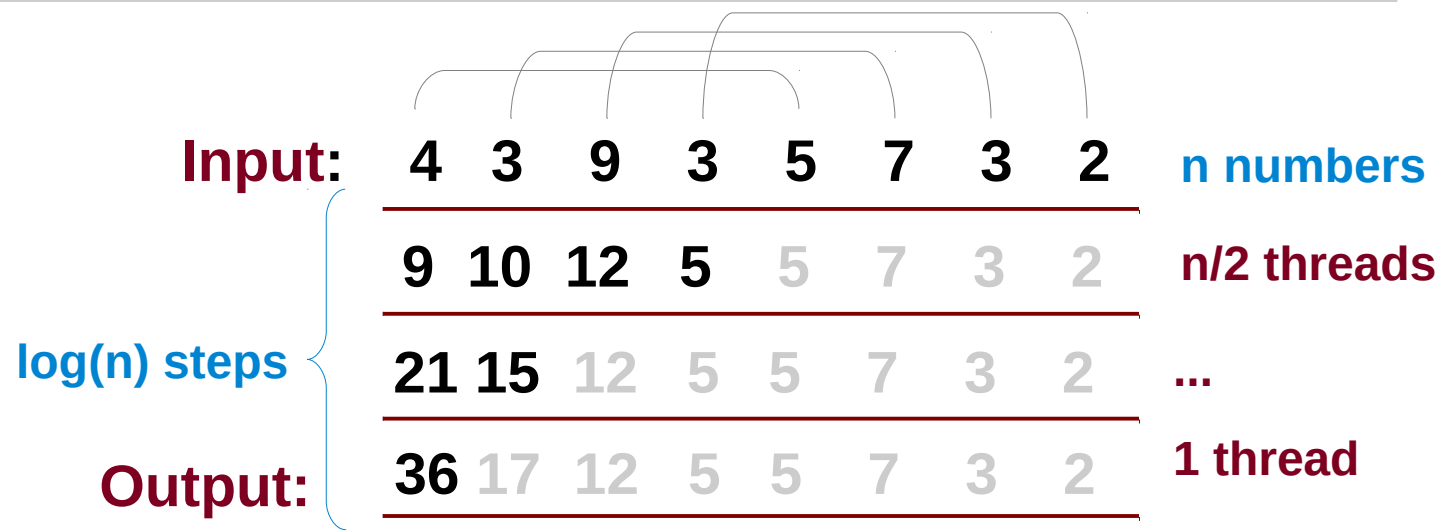 Input: 4 3 9 3 5 7 3 2 n numbers
9 10 12 5 5 7 3 2 n/2 threads
log(n) steps 21 15 12 5 5 7 3 2 ...
Output: 36 17 12 5 5 7 3 2 1 thread